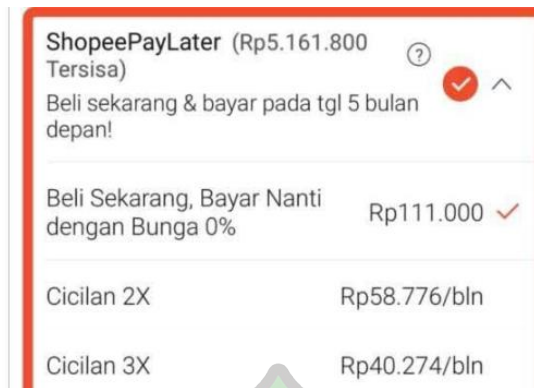 ShopeePayLater (Rp5.161.800
Tersisa)
?
Beli sekarang & bayar pada tgl 5 bulan
depan!
Beli Sekarang, Bayar Nanti
dengan Bunga 0%
Rp111.000
Cicilan 2X
Rp58.776/bln
Cicilan 3X
Rp40.274/bln